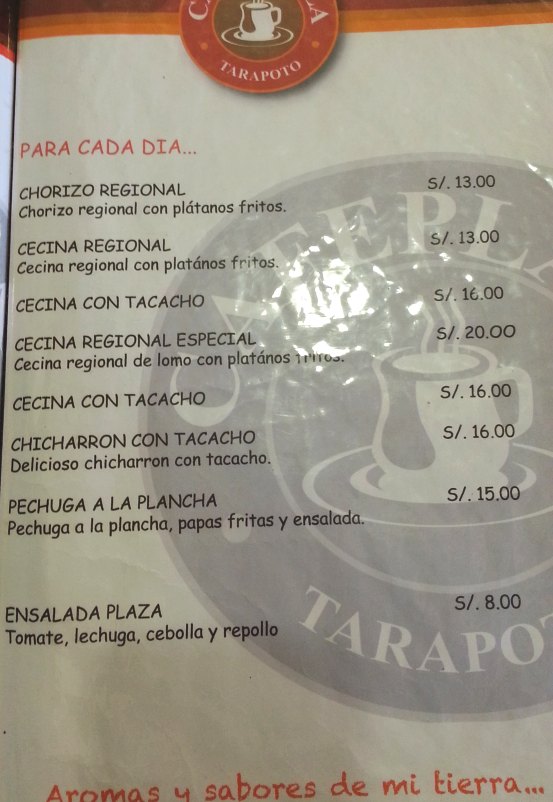 TARAPOTO
PARA CADA DIA...
CHORIZO REGIONAL S/. 13.00
Chorizo regional con plátanos fritos.
CECINA REGIONAL S/. 13.00
Cecina regional con platános fritos.
CECINA CON TACACHO S/. 16.00
CECINA REGIONAL ESPECIAL S/. 20.00
Cecina regional de lomo con platános fritos.
CECINA CON TACACHO S/. 16.00
CHICHARRON CON TACACHO S/. 16.00
Delicioso chicharron con tacacho.
PECHUGA A LA PLANCHA S/. 15.00
Pechuga a la plancha, papas fritas y ensalada.
ENSALADA PLAZA S/. 8.00
Tomate, lechuga, cebolla y repollo
TARAPOT
Aromas y sabores de mi tierra...